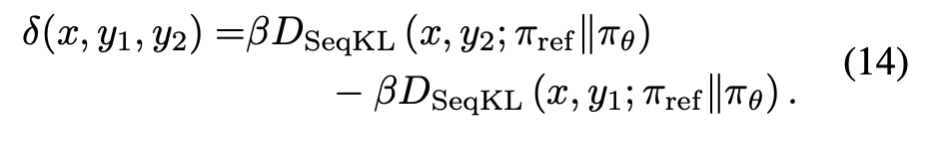 δ(x, y₁, y₂) =βD_SeqKL (x, y₂; π_ref‖π_θ)
− βD_SeqKL (x, y₁; π_ref‖π_θ) . (14)